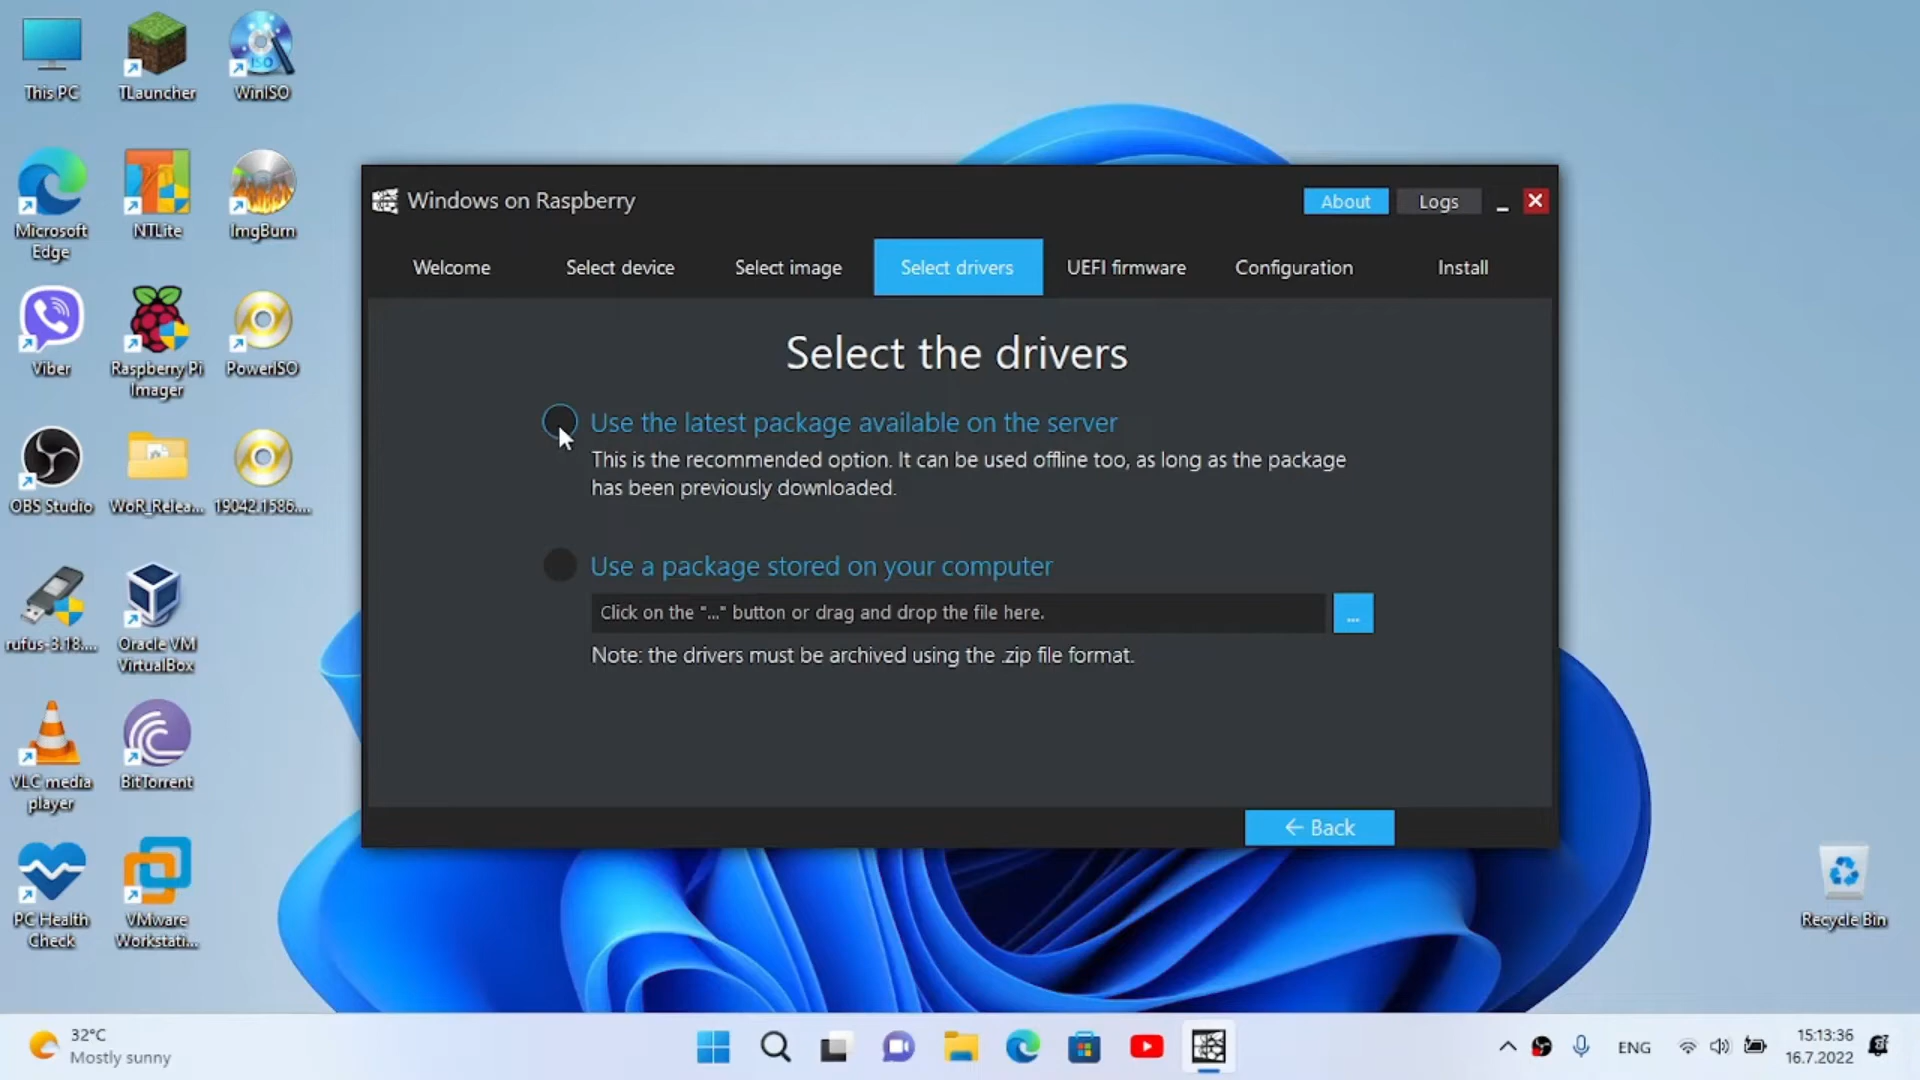 This PC
TLauncher
WinISO
Microsoft
Edge
NTLite
ImgBurn
Viber
Raspberry Pi
Imager
PowerISO
OBS Studio
WoR_Relea...
19042.1586....
rufus-3.18....
Oracle VM
VirtualBox
VLC media
player
BitTorrent
PC Health
Check
VMware
Workstati...
Windows on Raspberry
About
Logs
Welcome
Select device
Select image
Select drivers
UEFI firmware
Configuration
Install
Select the drivers
Use the latest package available on the server
This is the recommended option. It can be used offline too, as long as the package
has been previously downloaded.
Use a package stored on your computer
Click on the "..." button or drag and drop the file here.
...
Note: the drivers must be archived using the .zip file format.
← Back
Recycle Bin
32°C
Mostly sunny
ENG
15:13:36
16.7.2022